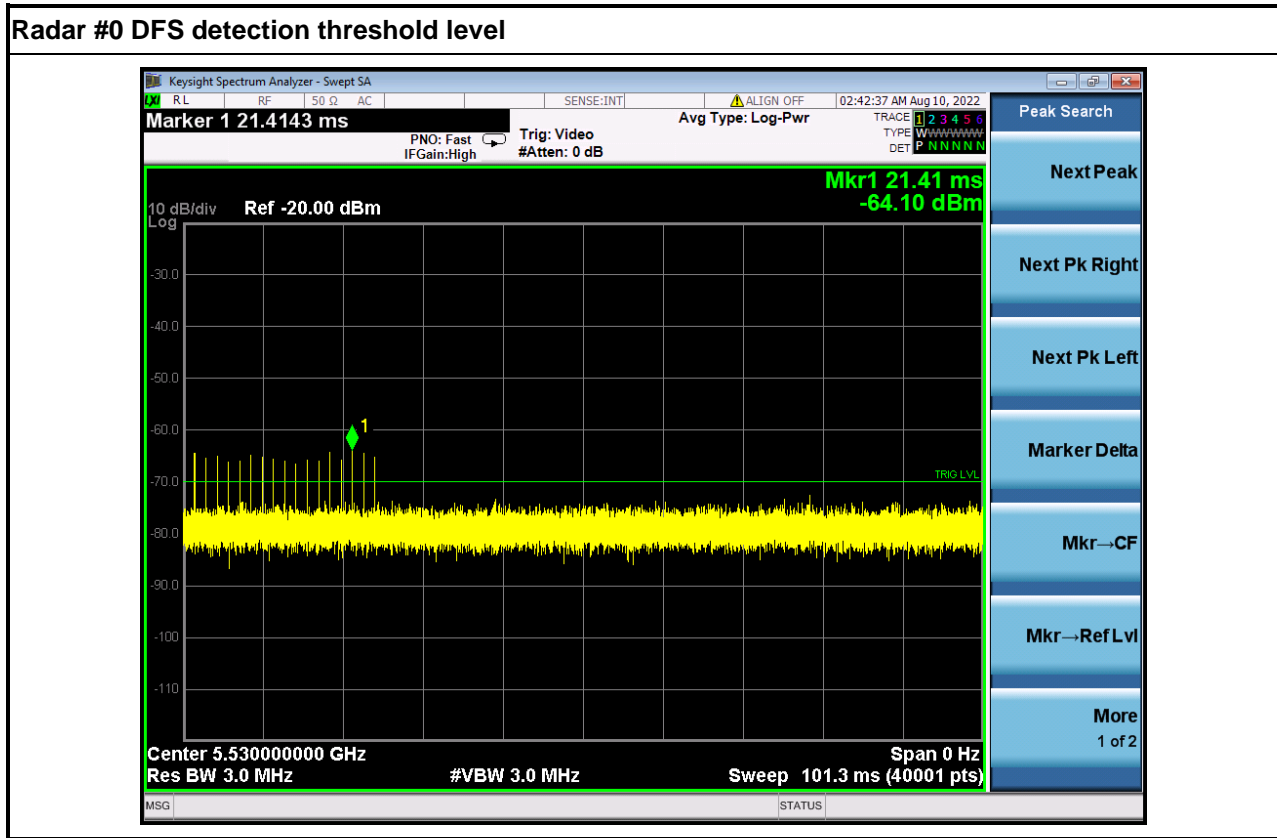 Radar #0 DFS detection threshold level
Keysight Spectrum Analyzer - Swept SA
LXI RL RF 50 Ω AC SENSE:INT ALIGN OFF 02:42:37 AM Aug 10, 2022
Marker 1 21.4143 ms
PNO: Fast
IFGain:High
Trig: Video
#Atten: 0 dB
Avg Type: Log-Pwr
TRACE 1 2 3 4 5 6
TYPE WWWWWW
DET P N N N N N
Mkr1 21.41 ms
-64.10 dBm
10 dB/div Ref -20.00 dBm
Log
-30.0
-40.0
-50.0
-60.0
1
-70.0
TRIG LVL
-80.0
-90.0
-100
-110
Center 5.530000000 GHz Span 0 Hz
Res BW 3.0 MHz #VBW 3.0 MHz Sweep 101.3 ms (40001 pts)
MSG STATUS
Peak Search
Next Peak
Next Pk Right
Next Pk Left
Marker Delta
Mkr→CF
Mkr→Ref Lvl
More
1 of 2